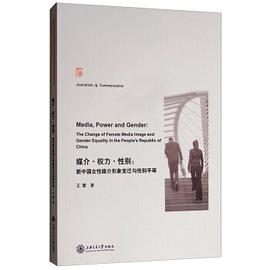 Journalism & Communication
Media, Power and Gender:
The Change of Female Media Image and
Gender Equality in the People's Republic of
China
媒介·权力·性别:
新中国女性媒介形象变迁与性别平等
王蕾 著
上海交通大学出版社